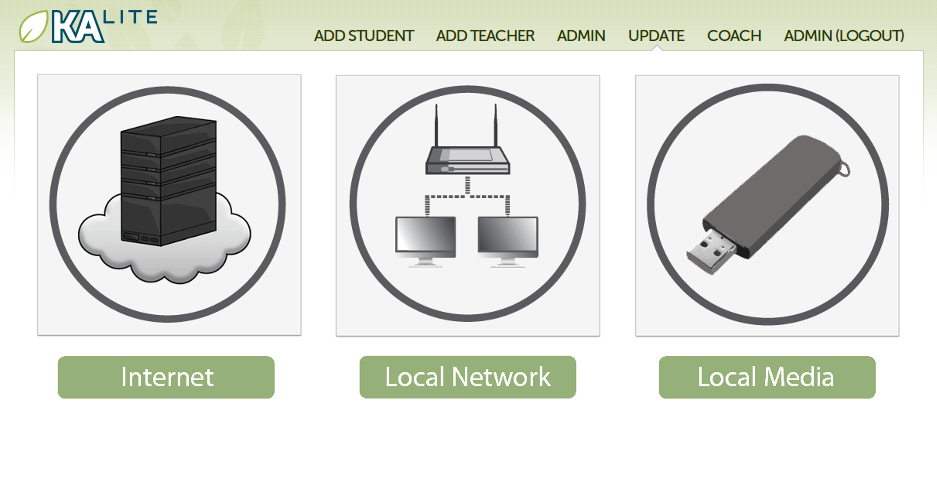 KA LITE
ADD STUDENT ADD TEACHER ADMIN UPDATE COACH ADMIN (LOGOUT)
Internet Local Network Local Media